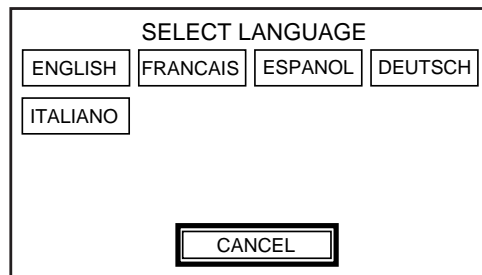 SELECT LANGUAGE
ENGLISH FRANCAIS ESPANOL DEUTSCH
ITALIANO
CANCEL